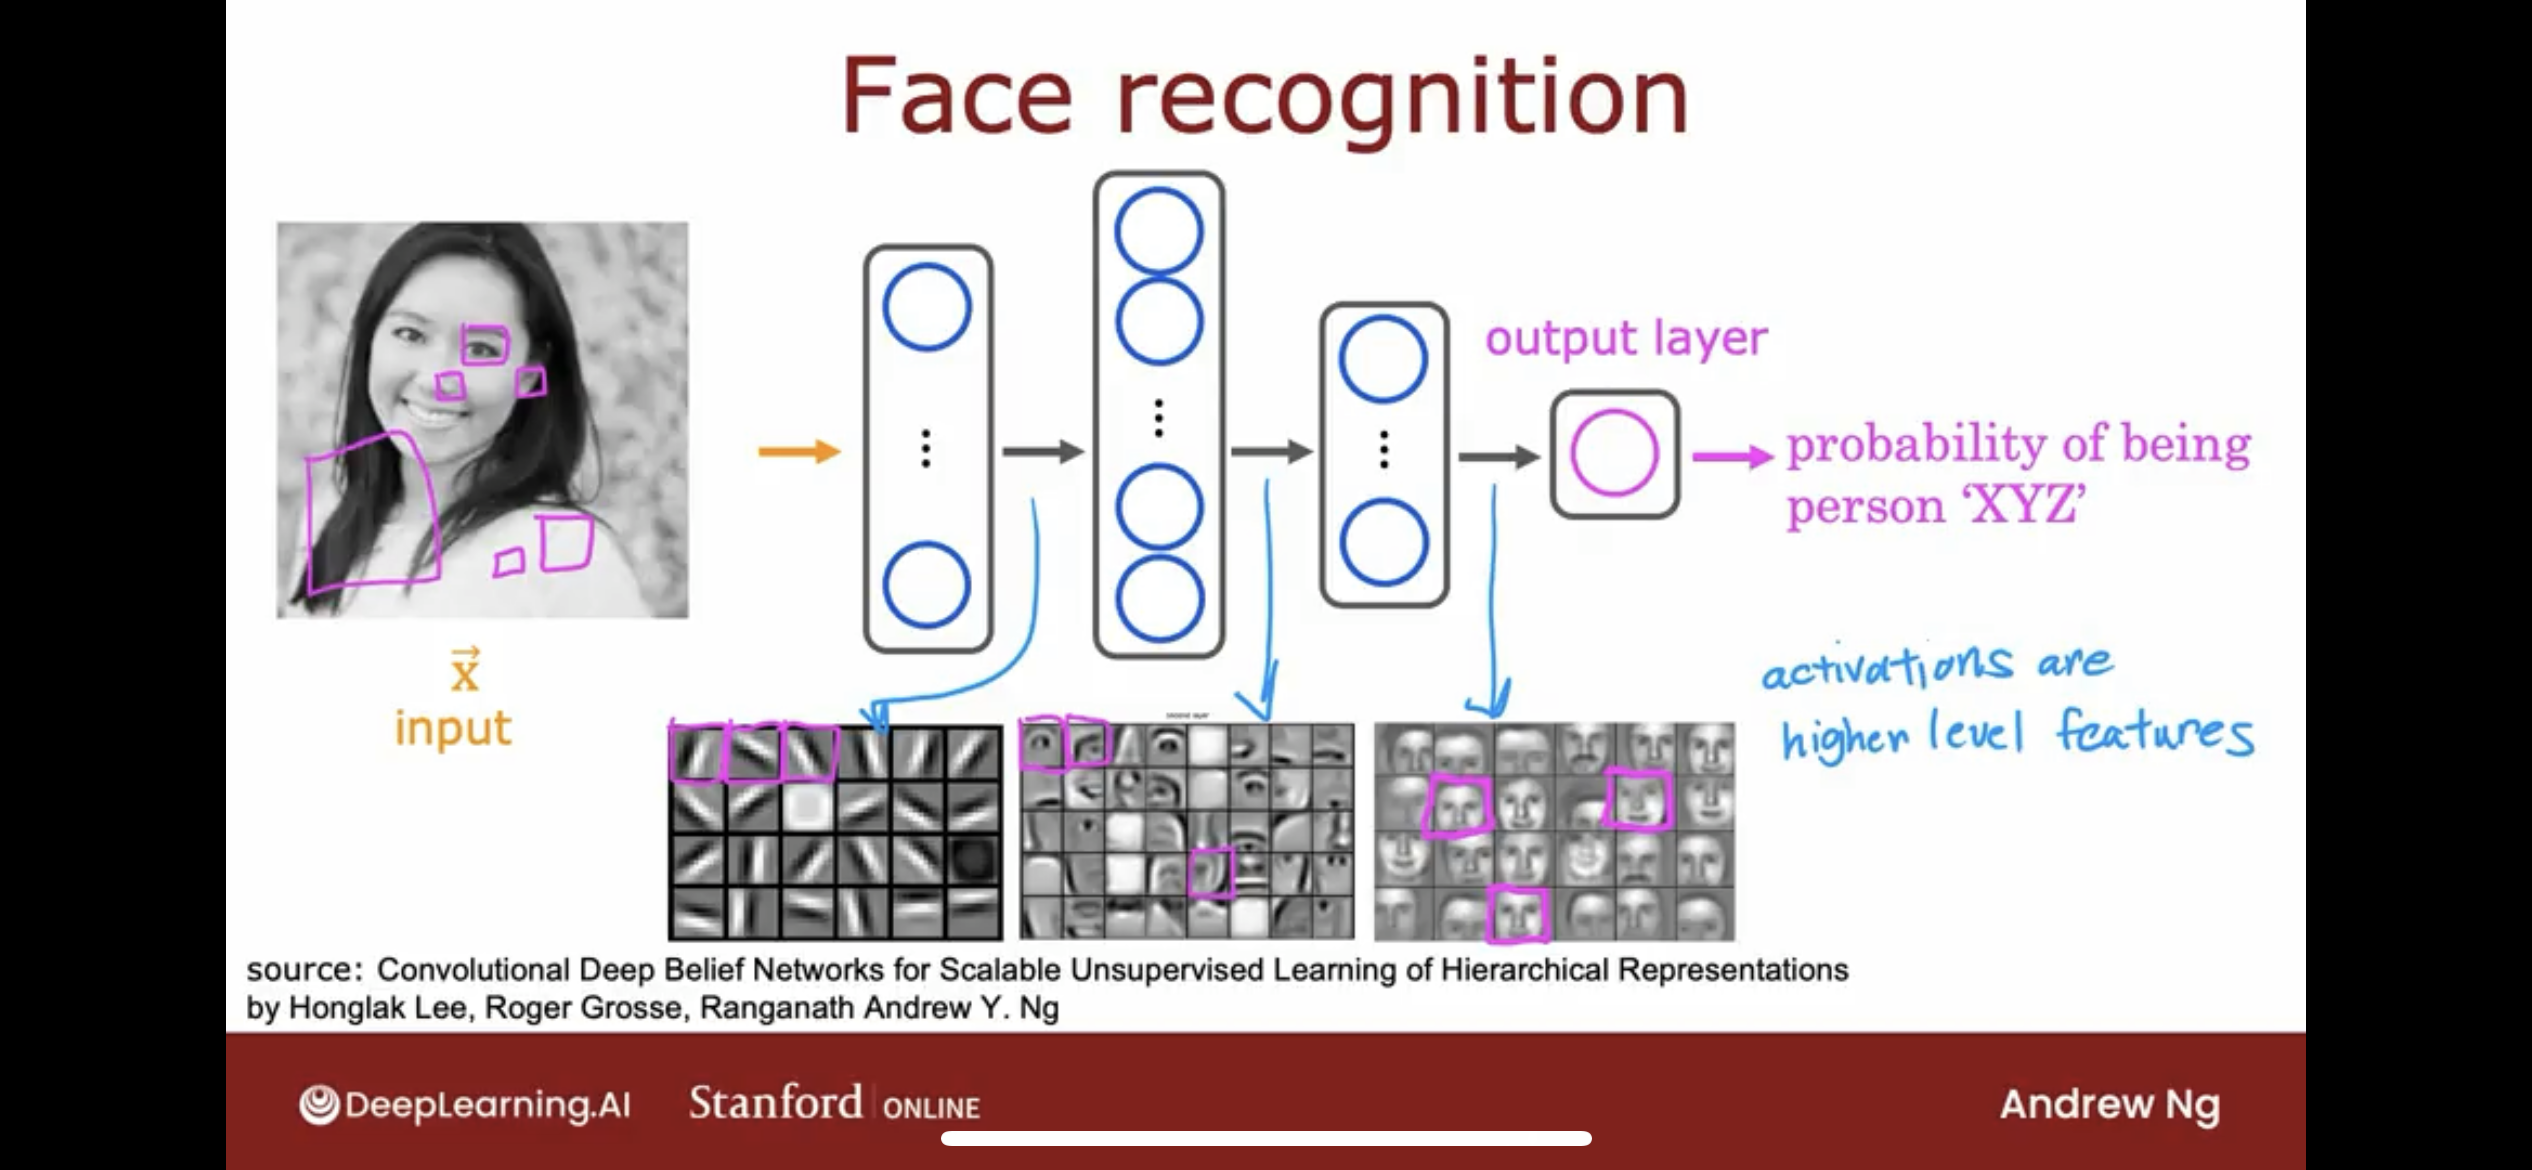 Face recognition
output layer
probability of being
person ‘XYZ’
x
input
activations are
higher level features
second layer
source: Convolutional Deep Belief Networks for Scalable Unsupervised Learning of Hierarchical Representations
by Honglak Lee, Roger Grosse, Ranganath Andrew Y. Ng
DeepLearning.AI
Stanford | ONLINE
Andrew Ng